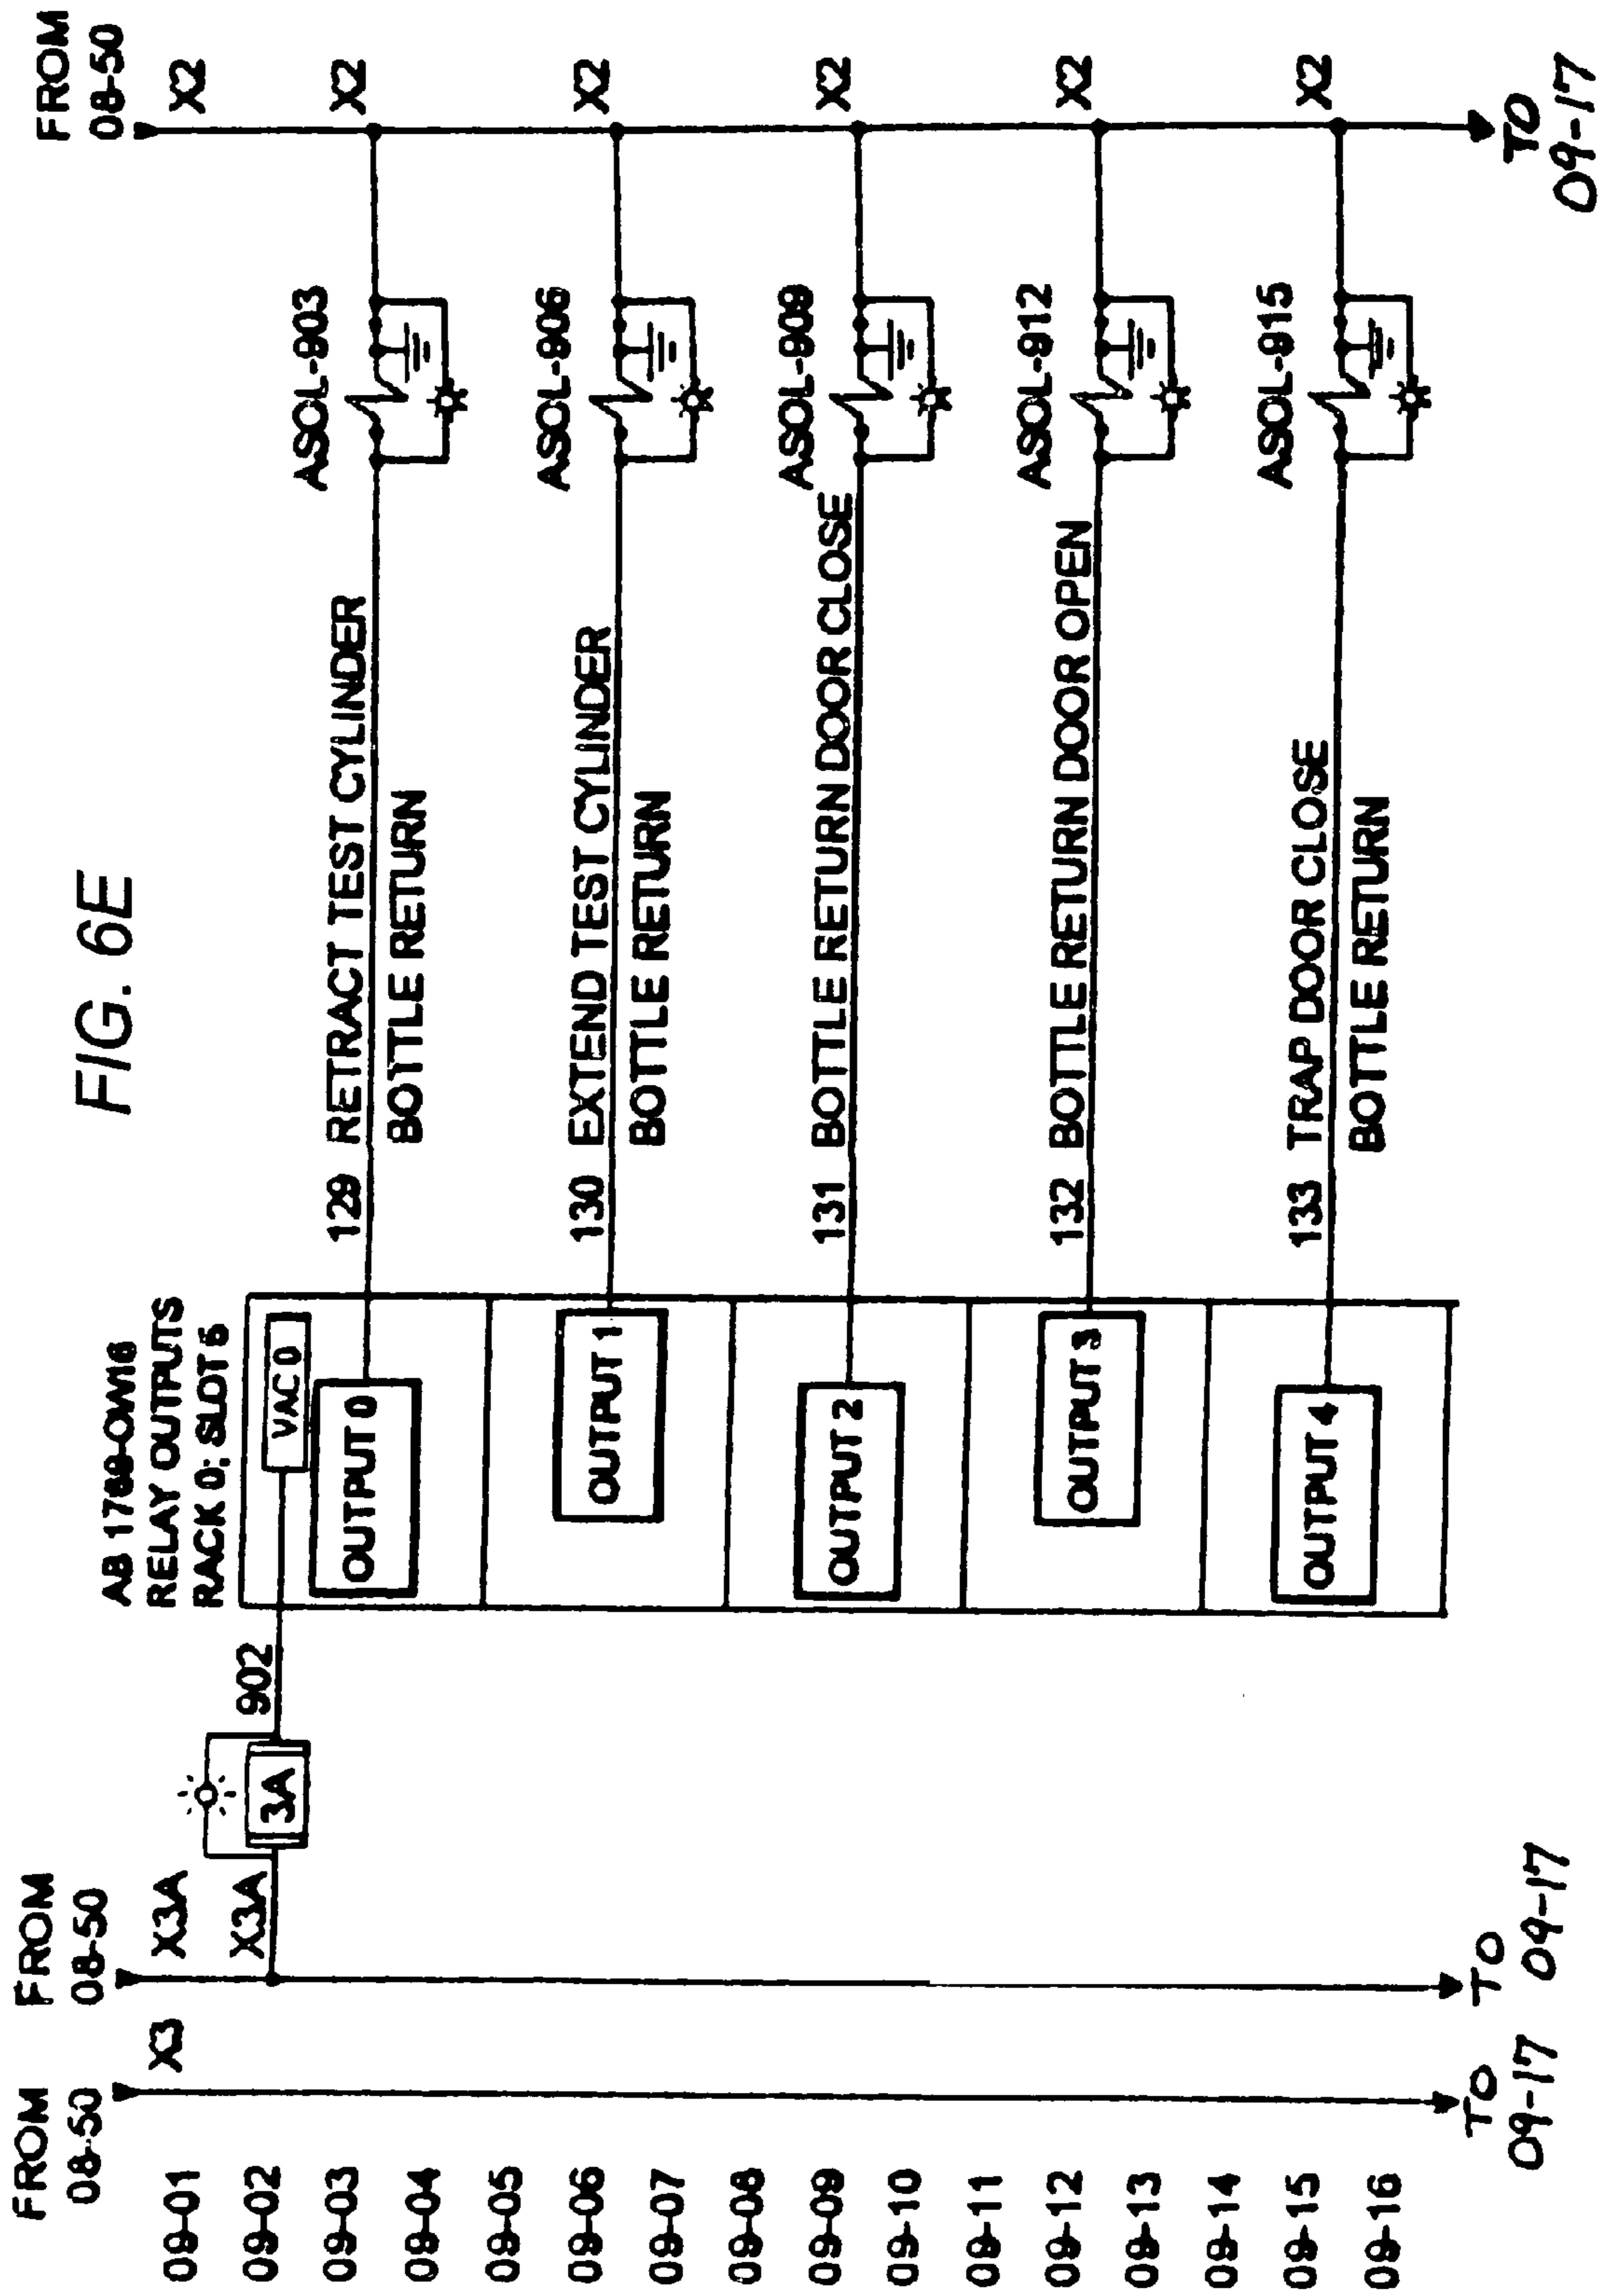 FIG. 6E
FROM
08-50
FROM
08-50
FROM
08-50
X3
X3A
X2
09-01
09-02
X3A
3A
902
AB 1769-OW16
RELAY OUTPUTS
RACK 0; SLOT 5
VAC 0
09-03
OUTPUT 0
129 RETRACT TEST CYLINDER
BOTTLE RETURN
ASOL-903
X2
09-04
09-05
09-06
OUTPUT 1
130 EXTEND TEST CYLINDER
BOTTLE RETURN
ASOL-906
X2
09-07
09-08
09-09
OUTPUT 2
131 BOTTLE RETURN DOOR CLOSE
ASOL-909
X2
09-10
09-11
09-12
OUTPUT 3
132 BOTTLE RETURN DOOR OPEN
ASOL-912
X2
09-13
09-14
09-15
OUTPUT 4
133 TRAP DOOR CLOSE
BOTTLE RETURN
ASOL-915
X2
09-16
TO
09-17
TO
09-17
TO
09-17